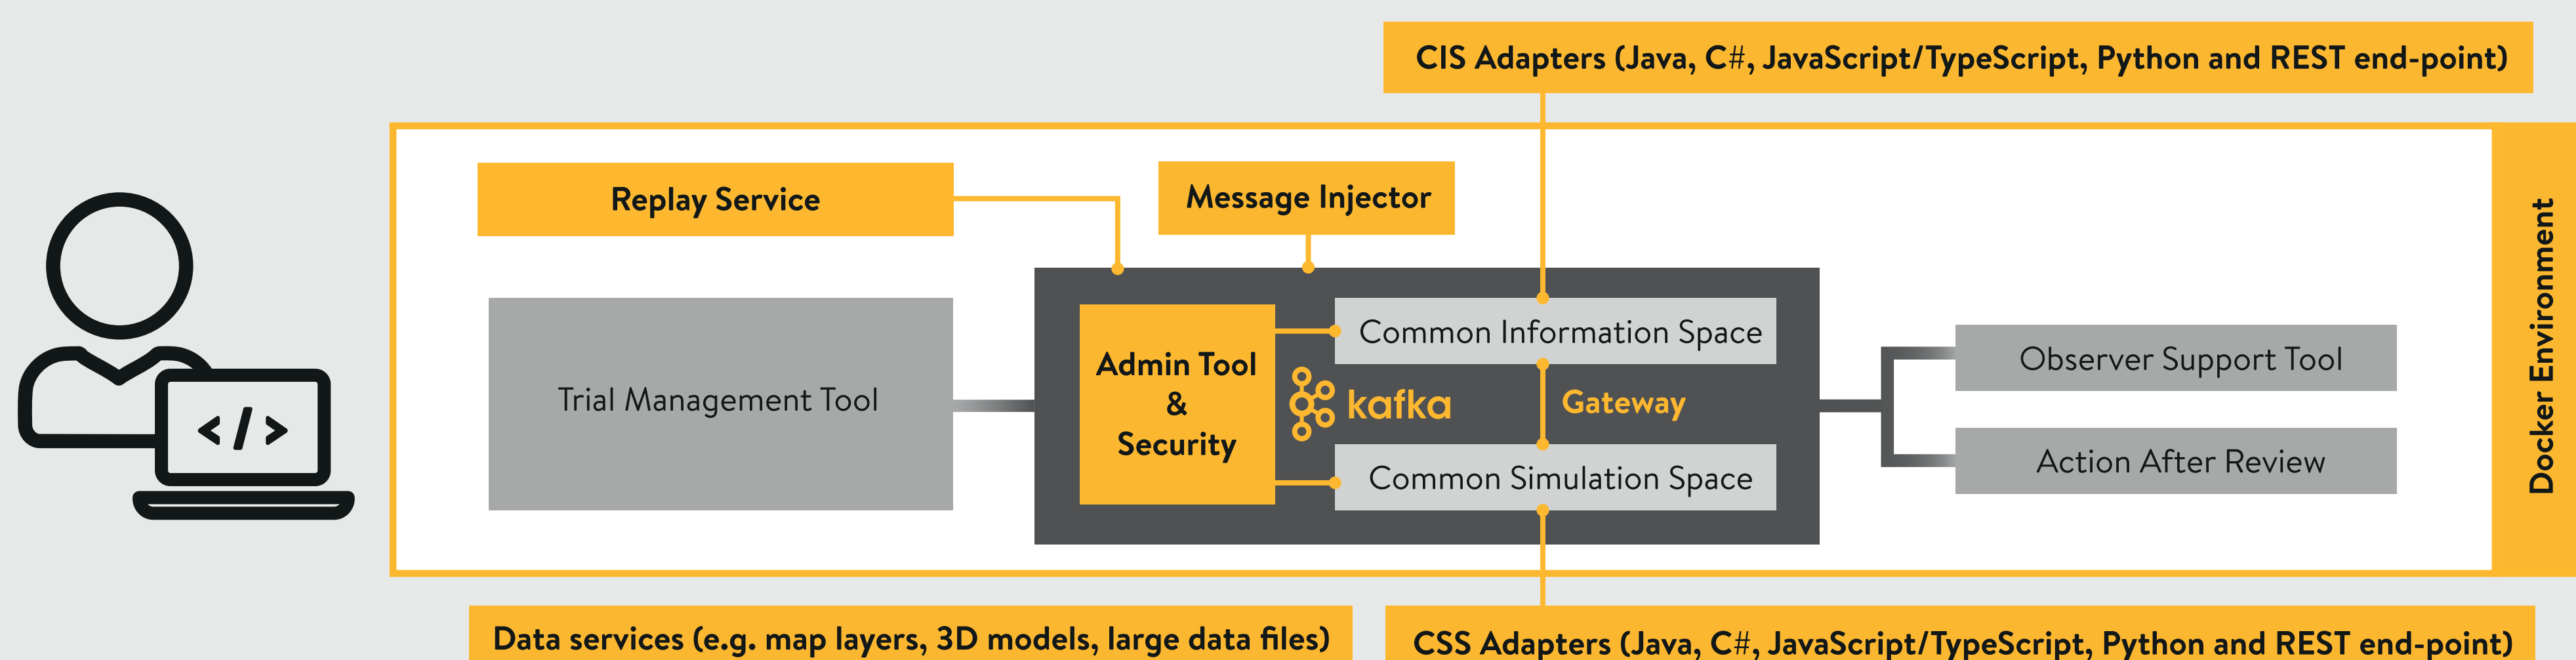 CIS Adapters (Java, C#, JavaScript/TypeScript, Python and REST end-point)
Replay Service
Message Injector
Trial Management Tool
Admin Tool
&
Security
Common Information Space
kafka
Gateway
Common Simulation Space
Observer Support Tool
Action After Review
Docker Environment
</>
Data services (e.g. map layers, 3D models, large data files)
CSS Adapters (Java, C#, JavaScript/TypeScript, Python and REST end-point)